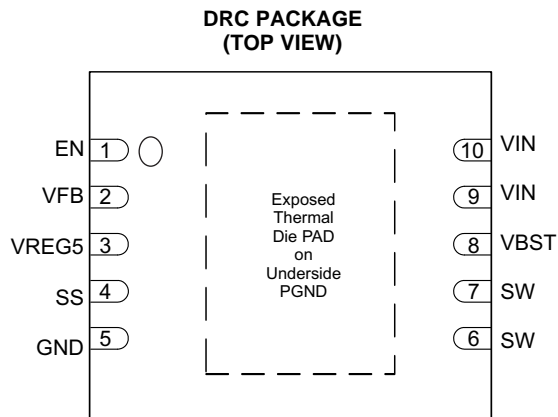 DRC PACKAGE
(TOP VIEW)
EN 1
VFB 2
VREG5 3
SS 4
GND 5
Exposed
Thermal
Die PAD
on
Underside
PGND
10 VIN
9 VIN
8 VBST
7 SW
6 SW